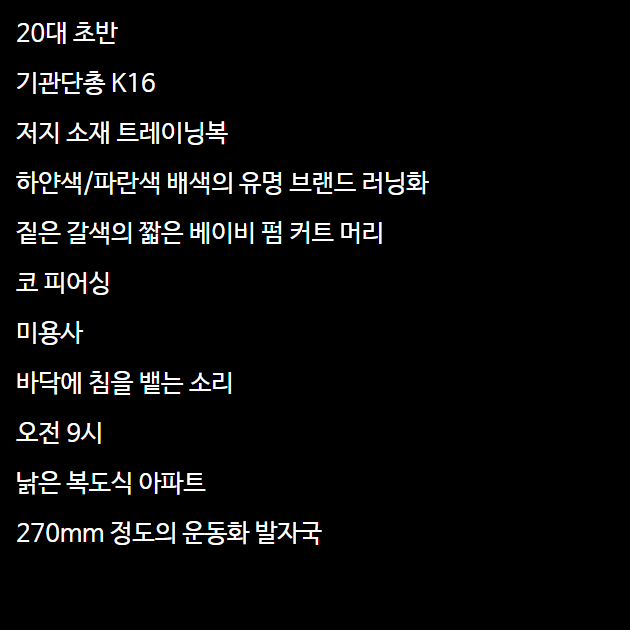 20대 초반
기관단총 K16
저지 소재 트레이닝복
하얀색/파란색 배색의 유명 브랜드 러닝화
짙은 갈색의 짧은 베이비 펌 커트 머리
코 피어싱
미용사
바닥에 침을 뱉는 소리
오전 9시
낡은 복도식 아파트
270mm 정도의 운동화 발자국